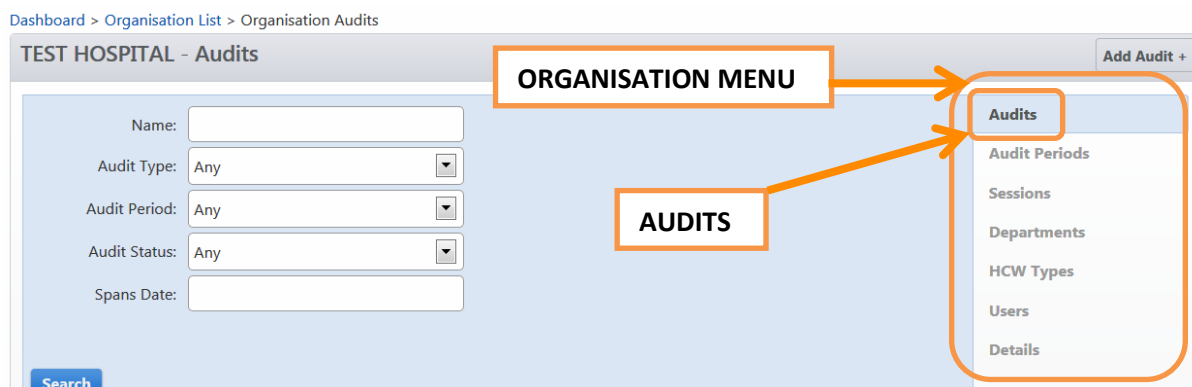 Dashboard > Organisation List > Organisation Audits
TEST HOSPITAL - Audits
Add Audit +
ORGANISATION MENU
Name:
Audit Type: Any
Audit Period: Any
Audit Status: Any
Spans Date:
Search
AUDITS
Audits
Audit Periods
Sessions
Departments
HCW Types
Users
Details